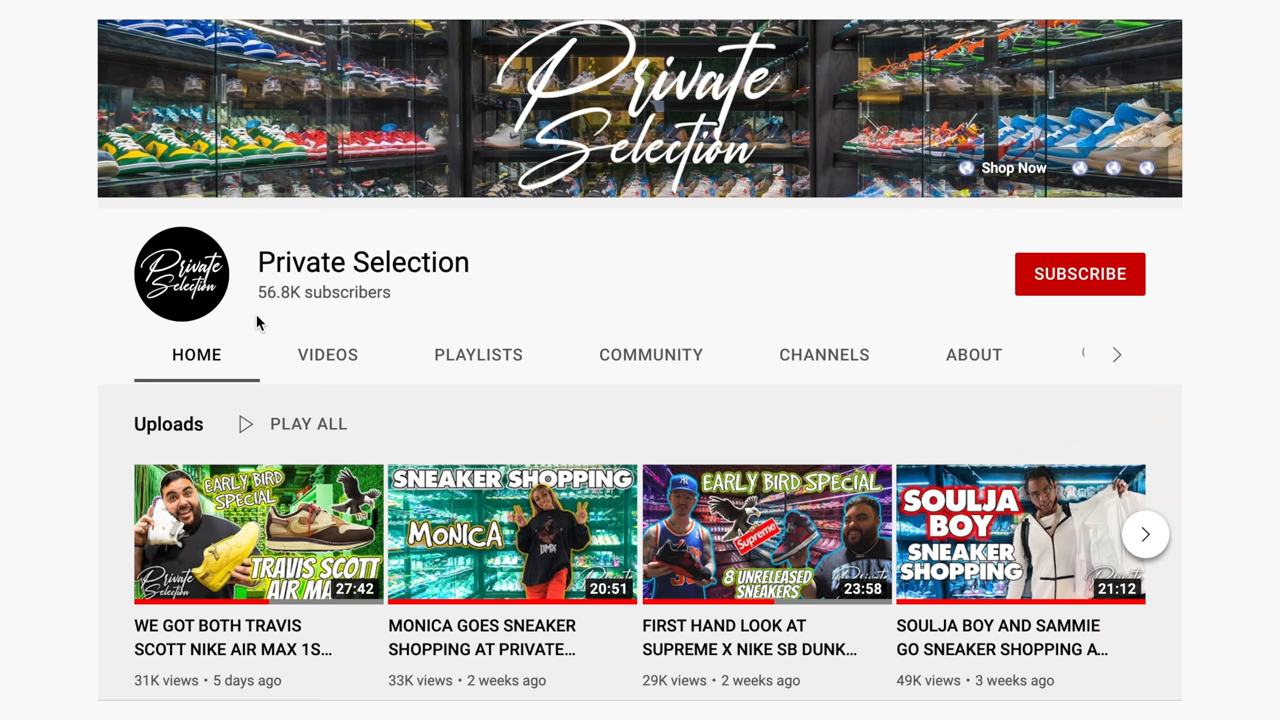 Private
Selection
Shop Now
Private
Selection
Private Selection
56.8K subscribers
SUBSCRIBE
HOME
VIDEOS
PLAYLISTS
COMMUNITY
CHANNELS
ABOUT
Uploads
PLAY ALL
EARLY BIRD
SPECIAL
TRAVIS SCOTT
AIR MA
Private
Selection
27:42
SNEAKER SHOPPING
MONICA
DMX
20:51
EARLY BIRD SPECIAL
Supreme
8 UNRELEASED
SNEAKERS
23:58
SOULJA
BOY
SNEAKER
SHOPPING
21:12
WE GOT BOTH TRAVIS
SCOTT NIKE AIR MAX 1S...
31K views • 5 days ago
MONICA GOES SNEAKER
SHOPPING AT PRIVATE...
33K views • 2 weeks ago
FIRST HAND LOOK AT
SUPREME X NIKE SB DUNK...
29K views • 2 weeks ago
SOULJA BOY AND SAMMIE
GO SNEAKER SHOPPING A...
49K views • 3 weeks ago